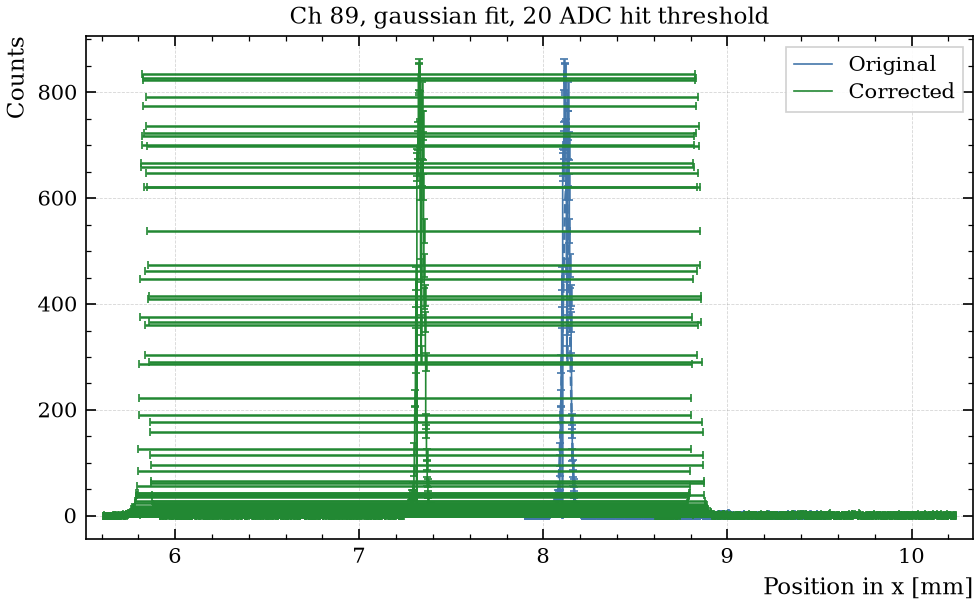 Ch 89, gaussian fit, 20 ADC hit threshold
Counts
Original
Corrected
800
600
400
200
0
6
7
8
9
10
Position in x [mm]